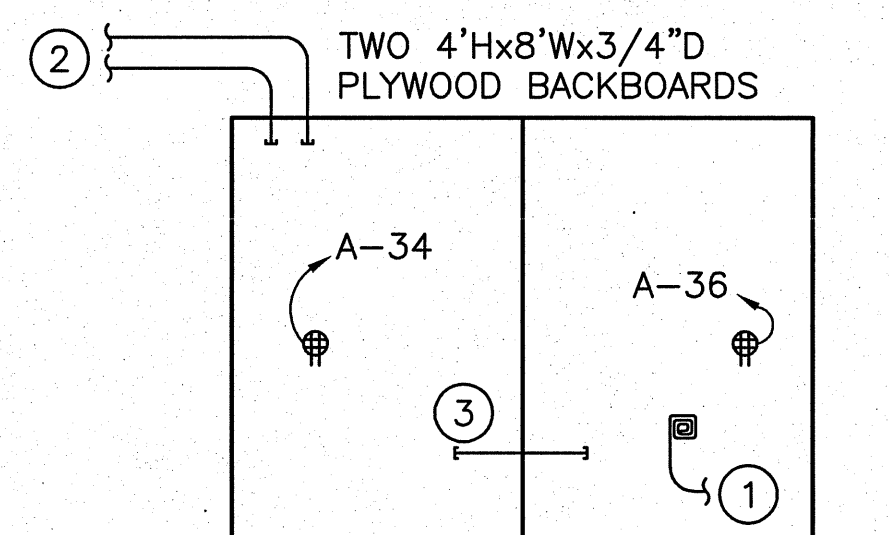 TWO 4'Hx8'Wx3/4"D
PLYWOOD BACKBOARDS
2
A-34
A-36
3
1